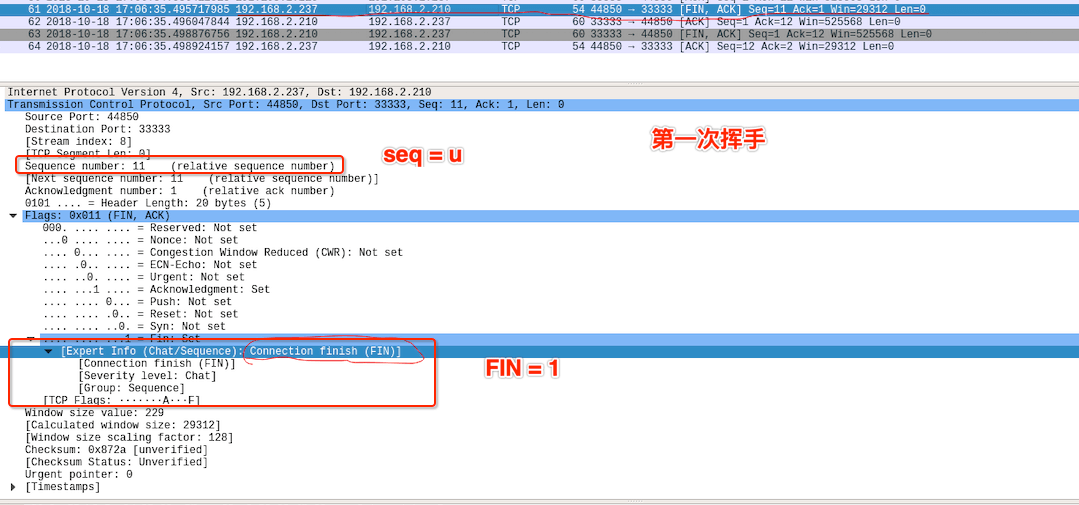 61 2018-10-18 17:06:35.495717985 192.168.2.237 192.168.2.210 TCP 54 44850 → 33333 [FIN, ACK] Seq=11 Ack=1 Win=29312 Len=0
62 2018-10-18 17:06:35.496047844 192.168.2.210 192.168.2.237 TCP 60 33333 → 44850 [ACK] Seq=1 Ack=12 Win=525568 Len=0
63 2018-10-18 17:06:35.498876756 192.168.2.210 192.168.2.237 TCP 60 33333 → 44850 [FIN, ACK] Seq=1 Ack=12 Win=525568 Len=0
64 2018-10-18 17:06:35.498924157 192.168.2.237 192.168.2.210 TCP 54 44850 → 33333 [ACK] Seq=12 Ack=2 Win=29312 Len=0
Internet Protocol Version 4, Src: 192.168.2.237, Dst: 192.168.2.210
Transmission Control Protocol, Src Port: 44850, Dst Port: 33333, Seq: 11, Ack: 1, Len: 0
Source Port: 44850
Destination Port: 33333
[Stream index: 8]
第一次挥手
[TCP Segment Len: 0]
seq = u
Sequence number: 11 (relative sequence number)
[Next sequence number: 11 (relative sequence number)]
Acknowledgment number: 1 (relative ack number)
0101 .... = Header Length: 20 bytes (5)
Flags: 0x011 (FIN, ACK)
000. .... .... = Reserved: Not set
...0 .... .... = Nonce: Not set
.... 0... .... = Congestion Window Reduced (CWR): Not set
.... .0.. .... = ECN-Echo: Not set
.... ..0. .... = Urgent: Not set
.... ...1 .... = Acknowledgment: Set
.... .... 0... = Push: Not set
.... .... .0.. = Reset: Not set
.... .... ..0. = Syn: Not set
.... .... ...1 = Fin: Set
[Expert Info (Chat/Sequence): Connection finish (FIN)]
[Connection finish (FIN)]
FIN = 1
[Severity level: Chat]
[Group: Sequence]
[TCP Flags: ·······A···F]
Window size value: 229
[Calculated window size: 29312]
[Window size scaling factor: 128]
Checksum: 0x872a [unverified]
[Checksum Status: Unverified]
Urgent pointer: 0
[Timestamps]